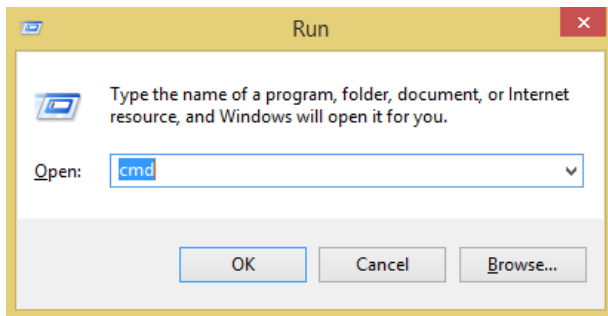 Run
Type the name of a program, folder, document, or Internet
resource, and Windows will open it for you.
Open: cmd
OK Cancel Browse...